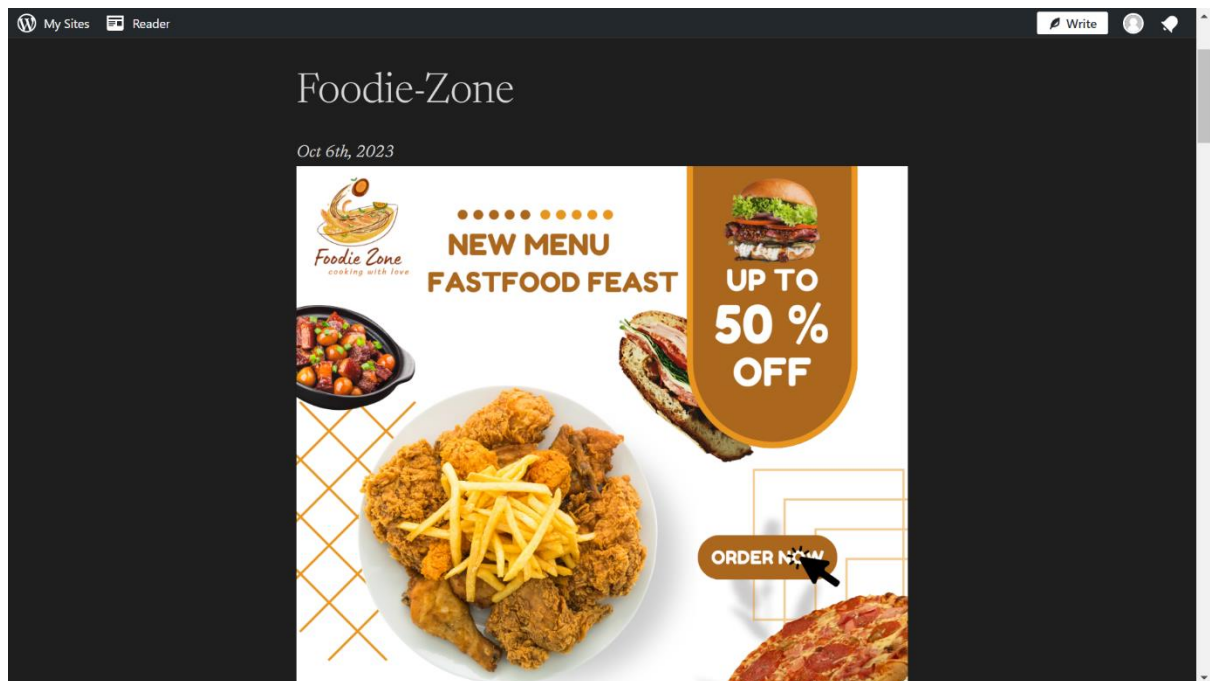 My Sites
Reader
Write
Foodie-Zone
Oct 6th, 2023
Foodie Zone
cooking with love
NEW MENU
FASTFOOD FEAST
UP TO
50 %
OFF
ORDER NOW